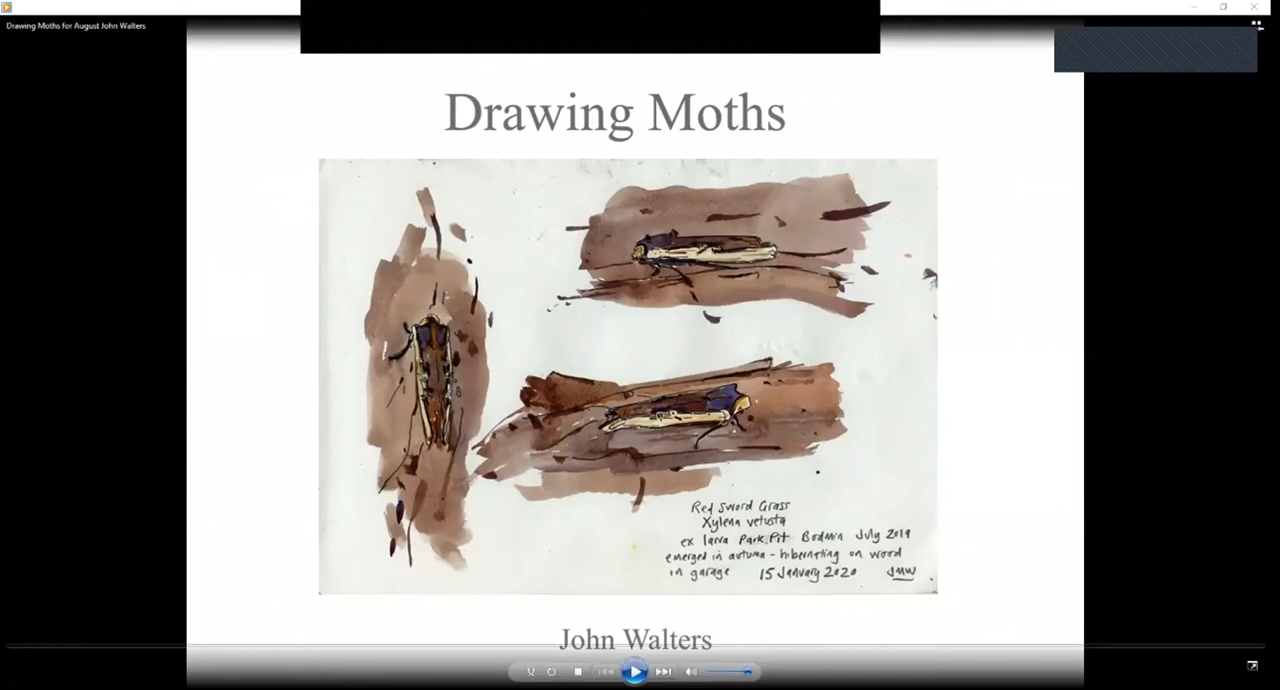 Drawing Moths for August John Walters
Drawing Moths
Red Sword Grass
Xylena vetusta
ex larva Park Pit Bodmin July 2019
emerged in autumn - hibernating on wood
in garage 15 January 2020 JMW
John Walters